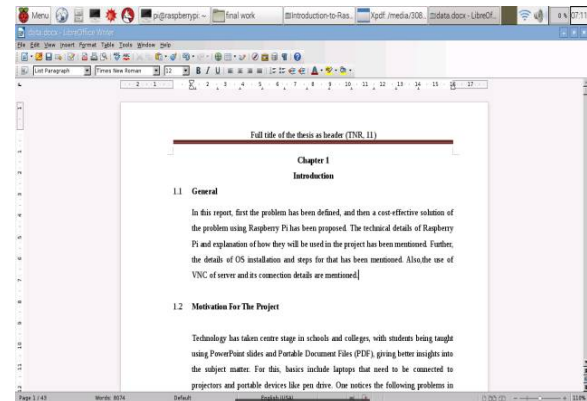 Menu pi@raspberrypi: ~ final work Introduction-to-Ras... Xpdf: /media/308... data.docx - LibreOf... 0 % 07:11
data.docx - LibreOffice Writer
File Edit View Insert Format Table Tools Window Help
List Paragraph Times New Roman 12
Full title of the thesis as header (TNR, 11)
Chapter 1
Introduction
1.1 General
In this report, first the problem has been defined, and then a cost-effective solution of
the problem using Raspberry Pi has been proposed. The technical details of Raspberry
Pi and explanation of how they will be used in the project has been mentioned. Further,
the details of OS installation and steps for that has been mentioned. Also,the use of
VNC of server and its connection details are mentioned.
1.2 Motivation For The Project
Technology has taken centre stage in schools and colleges, with students being taught
using PowerPoint slides and Portable Document Files (PDF), giving better insights into
the subject matter. For this, basics include laptops that need to be connected to
projectors and portable devices like pen drive. One notices the following problems in
Page 1 / 43 Words: 8074 Default English (USA) 110%